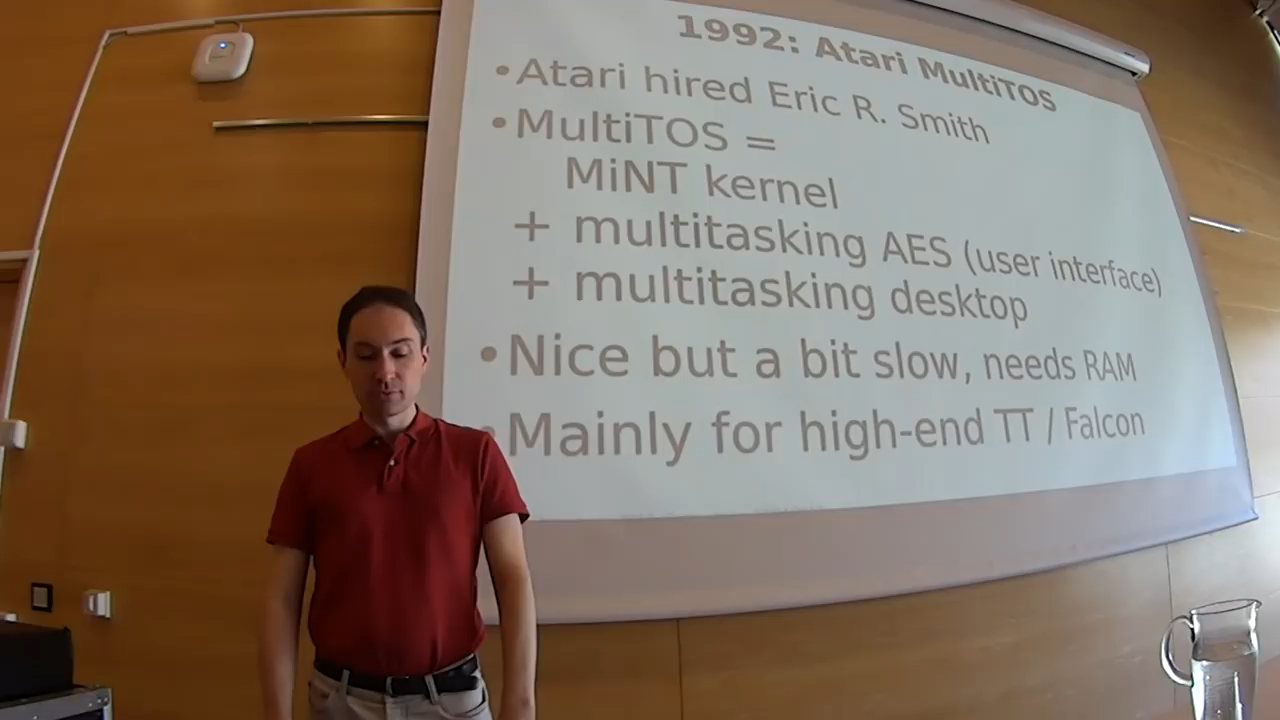 1992: Atari MultiTOS
•Atari hired Eric R. Smith
•MultiTOS =
MiNT kernel
+ multitasking AES (user interface)
+ multitasking desktop
•Nice but a bit slow, needs RAM
•Mainly for high-end TT / Falcon